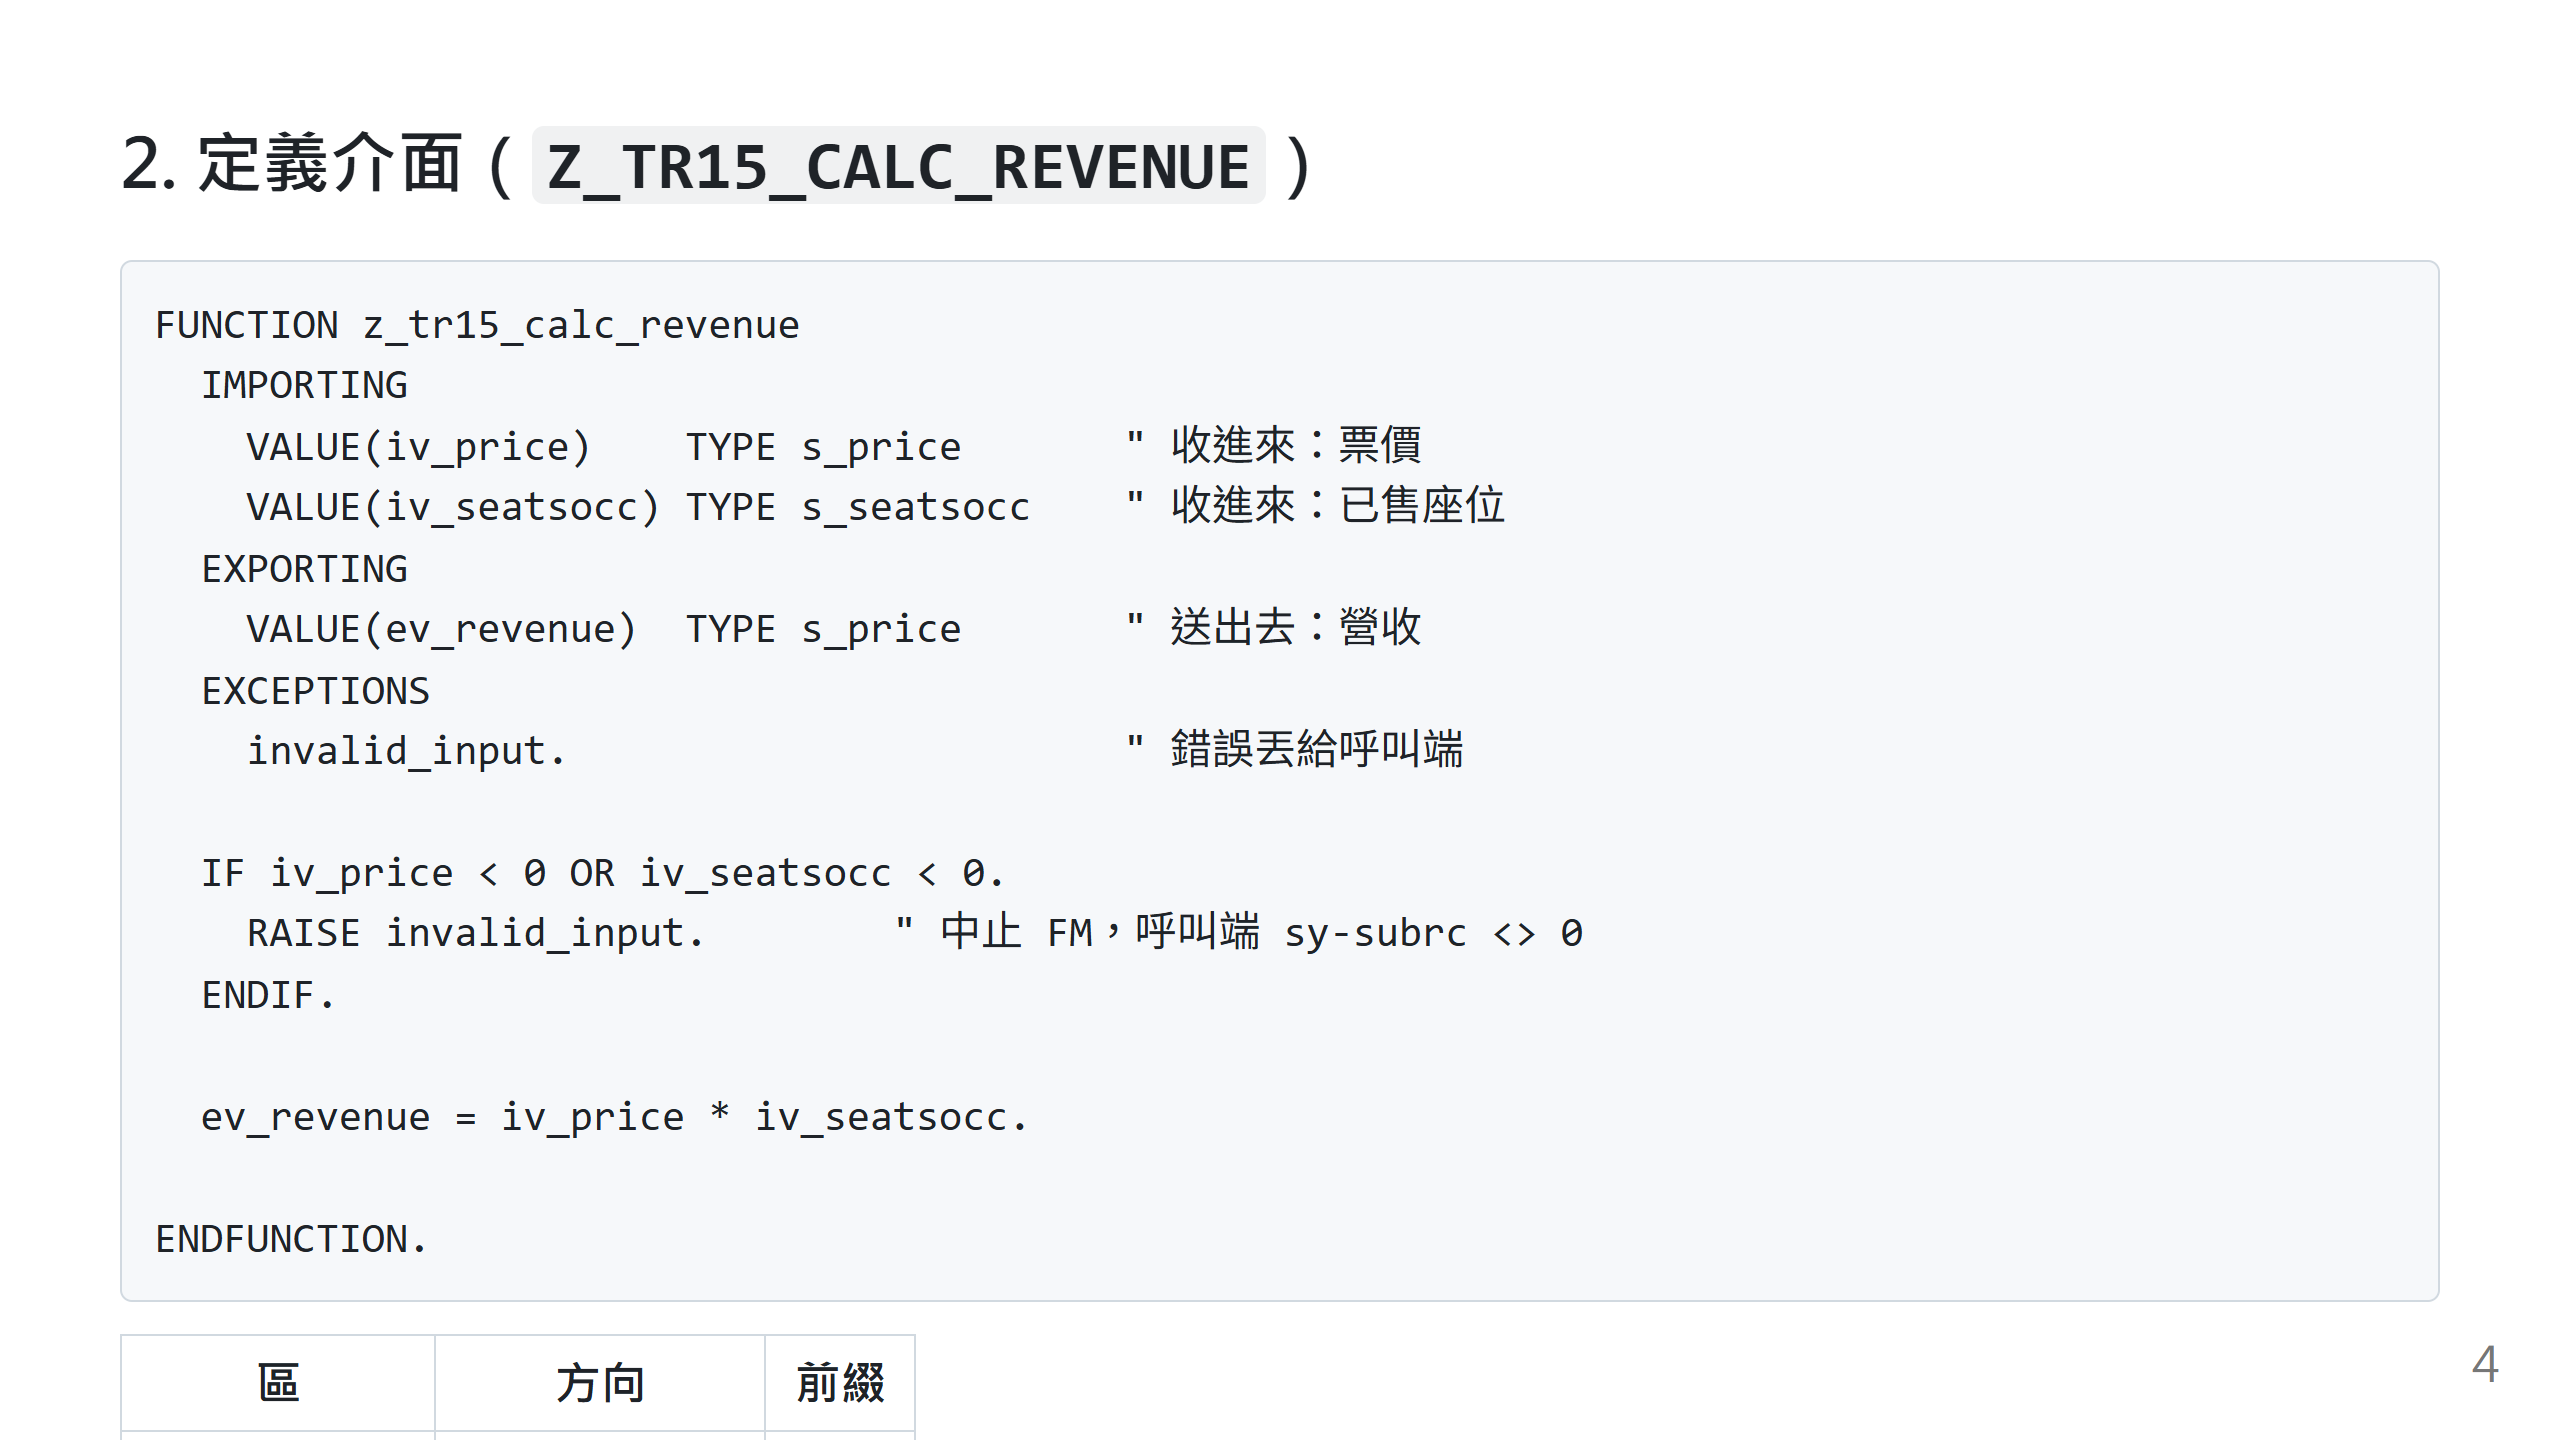 2. 定義介面（Z_TR15_CALC_REVENUE）
FUNCTION z_tr15_calc_revenue
  IMPORTING
    VALUE(iv_price)    TYPE s_price       " 收進來：票價
    VALUE(iv_seatsocc) TYPE s_seatsocc    " 收進來：已售座位
  EXPORTING
    VALUE(ev_revenue)  TYPE s_price       " 送出去：營收
  EXCEPTIONS
    invalid_input.                        " 錯誤丟給呼叫端
  IF iv_price < 0 OR iv_seatsocc < 0.
    RAISE invalid_input.        " 中止 FM，呼叫端 sy-subrc <> 0
  ENDIF.
  ev_revenue = iv_price * iv_seatsocc.
ENDFUNCTION.
區 方向 前綴
4